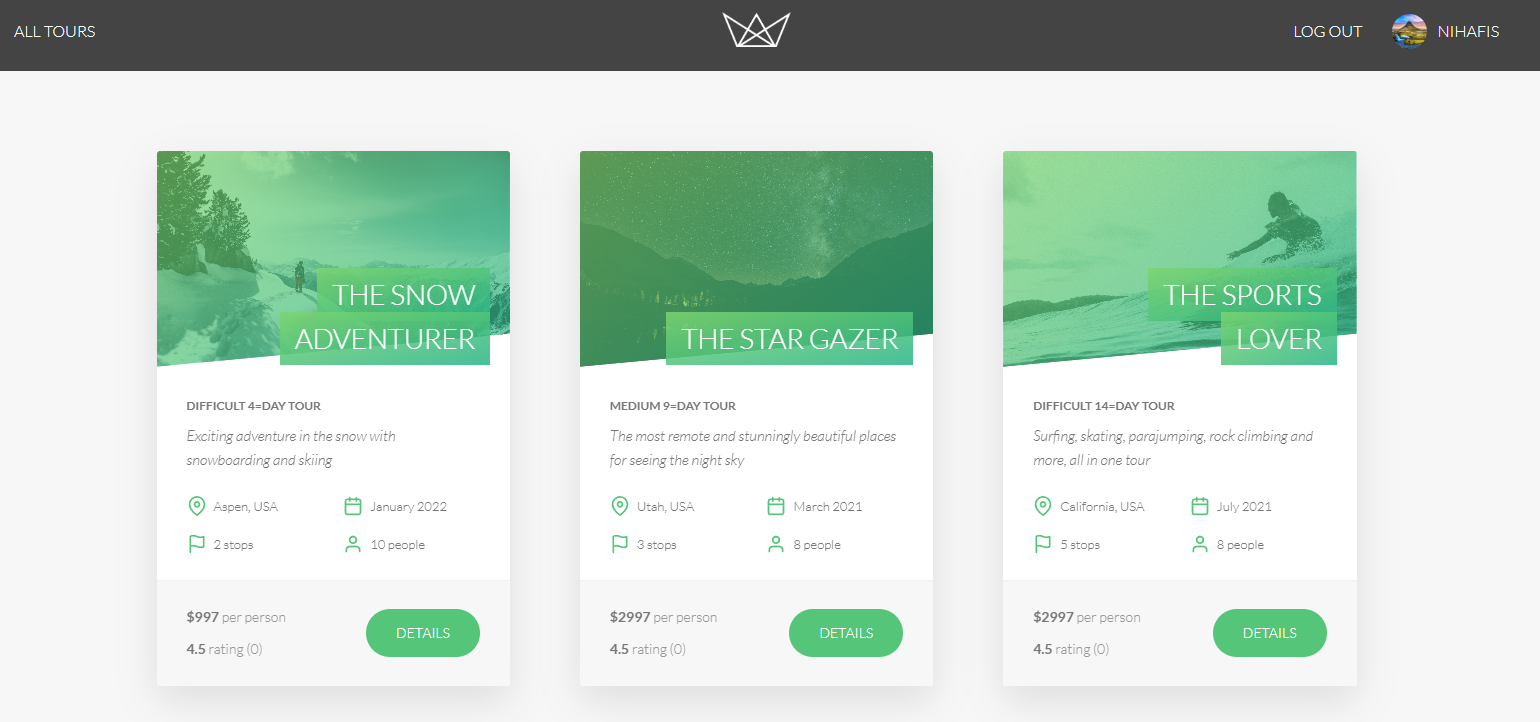 ALL TOURS
LOG OUT
NIHAFIS
THE SNOW
ADVENTURER
DIFFICULT 4=DAY TOUR
Exciting adventure in the snow with
snowboarding and skiing
Aspen, USA
January 2022
2 stops
10 people
$997 per person
4.5 rating (0)
DETAILS
THE STAR GAZER
MEDIUM 9=DAY TOUR
The most remote and stunningly beautiful places
for seeing the night sky
Utah, USA
March 2021
3 stops
8 people
$2997 per person
4.5 rating (0)
DETAILS
THE SPORTS
LOVER
DIFFICULT 14=DAY TOUR
Surfing, skating, parajumping, rock climbing and
more, all in one tour
California, USA
July 2021
5 stops
8 people
$2997 per person
4.5 rating (0)
DETAILS